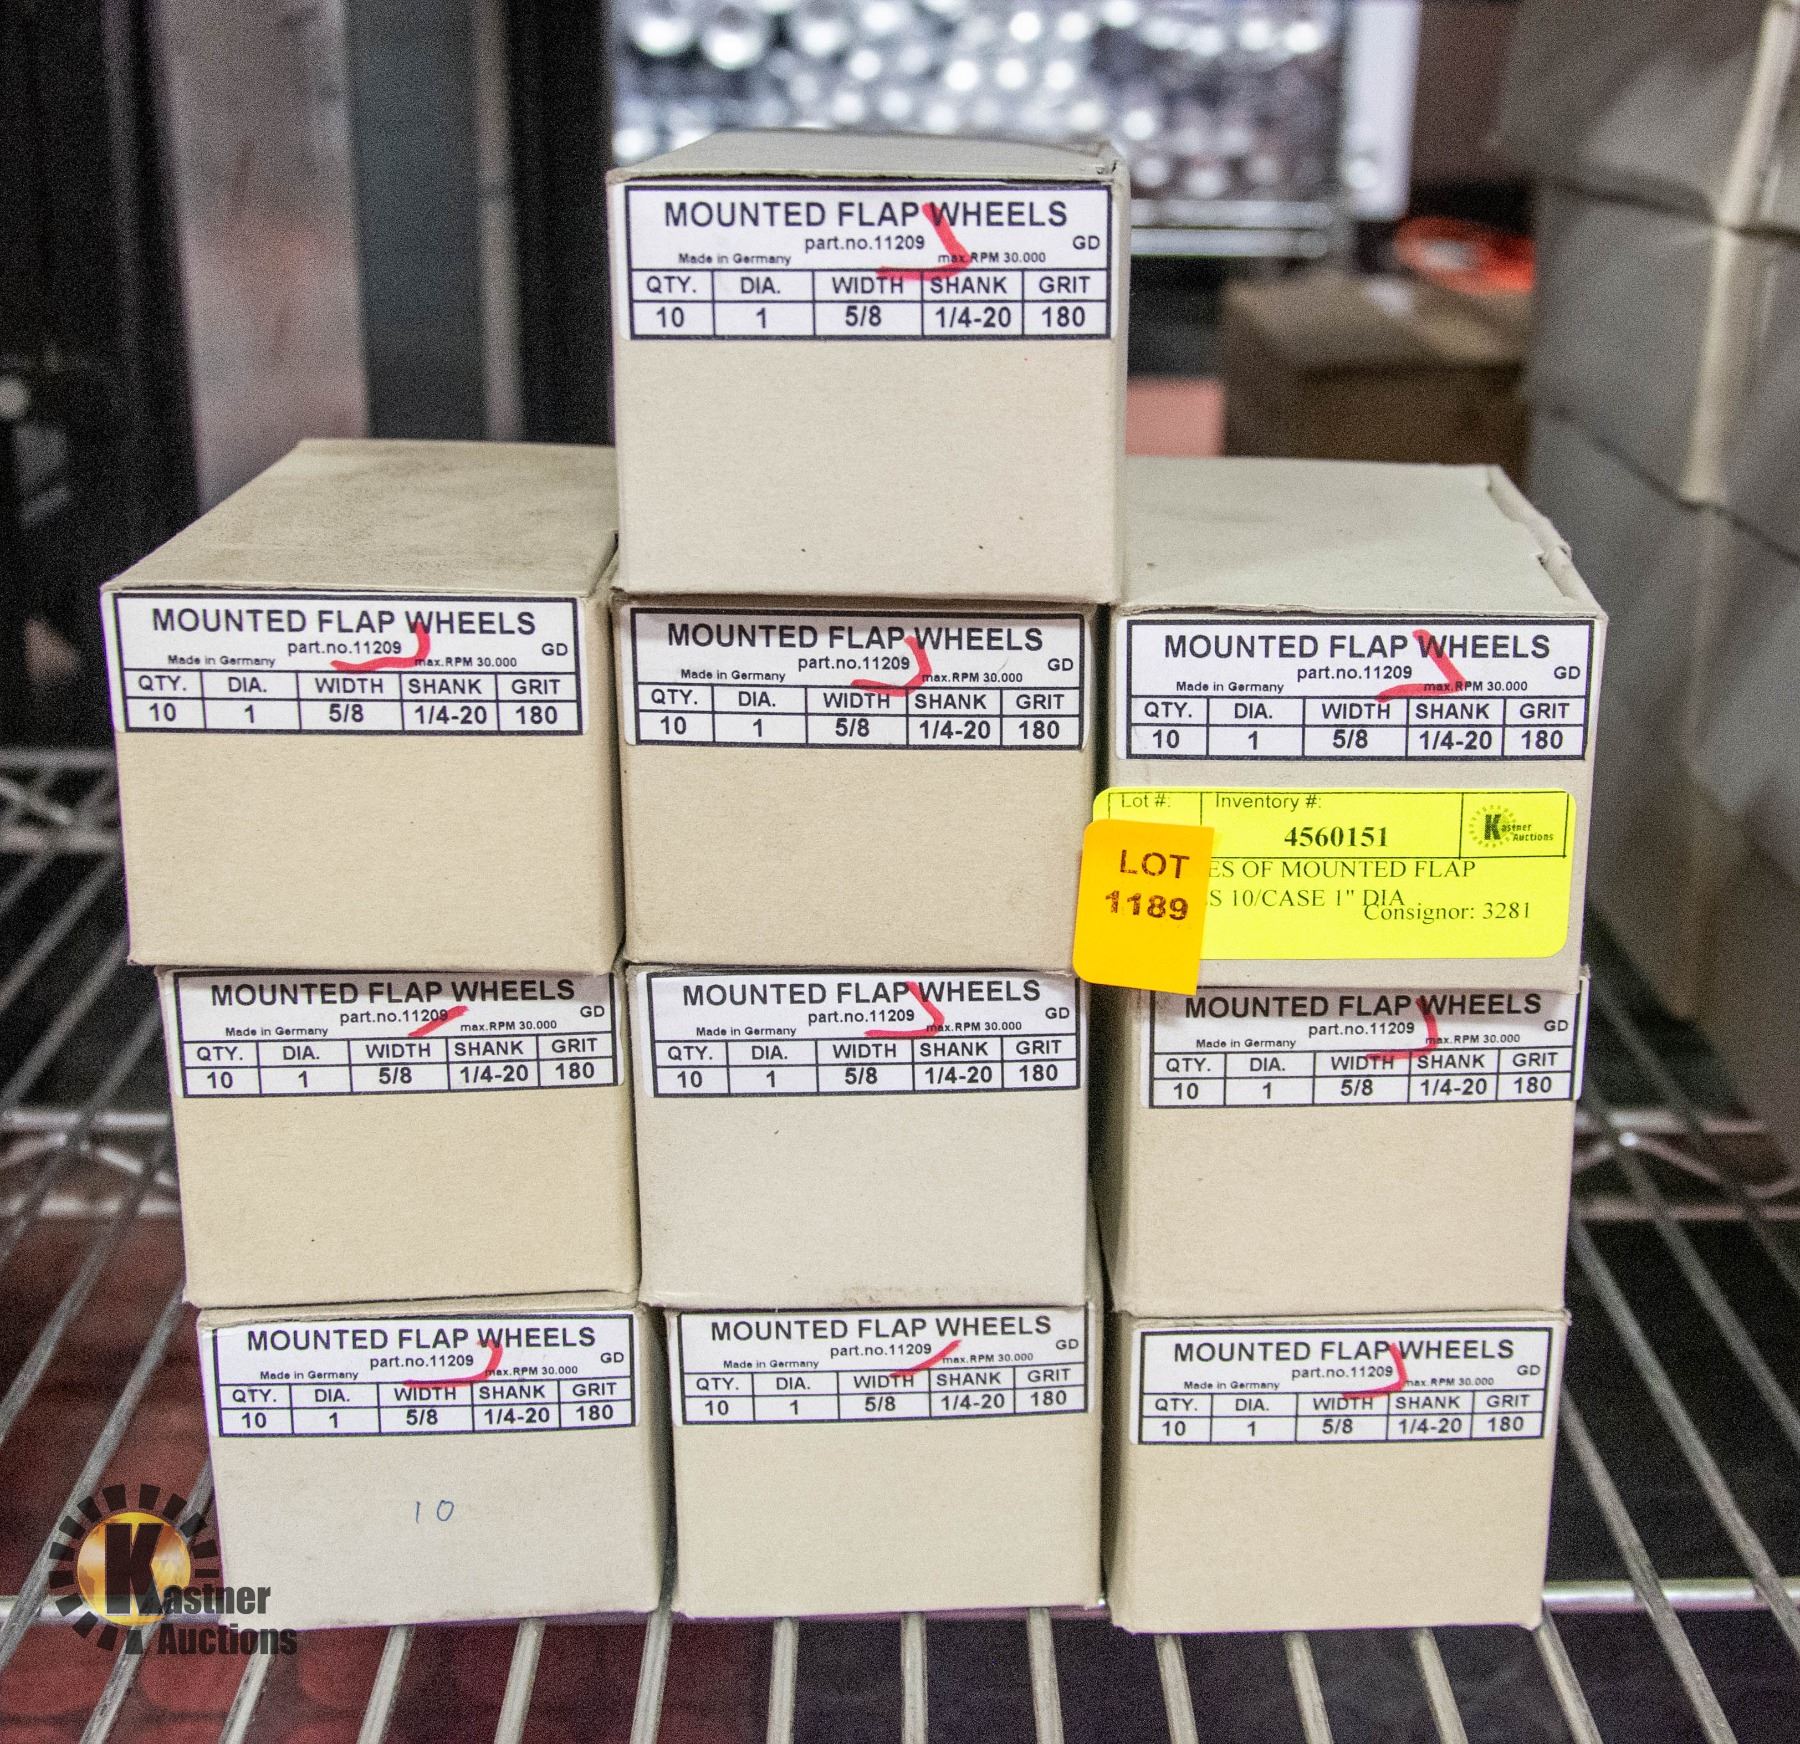 MOUNTED FLAP WHEELS
part.no.11209 GD
Made in Germany max.RPM 30.000
QTY. DIA. WIDTH SHANK GRIT
10 1 5/8 1/4-20 180
MOUNTED FLAP WHEELS
part.no.11209 GD
Made in Germany max.RPM 30.000
QTY. DIA. WIDTH SHANK GRIT
10 1 5/8 1/4-20 180
MOUNTED FLAP WHEELS
part.no.11209 GD
Made in Germany max.RPM 30.000
QTY. DIA. WIDTH SHANK GRIT
10 1 5/8 1/4-20 180
MOUNTED FLAP WHEELS
part.no.11209 GD
Made in Germany max.RPM 30.000
QTY. DIA. WIDTH SHANK GRIT
10 1 5/8 1/4-20 180
Lot #: Inventory #:
4560151
Kastner
Auctions
OF MOUNTED FLAP
10/CASE 1" DIA
Consignor: 3281
LOT
1189
MOUNTED FLAP WHEELS
part.no.11209 GD
Made in Germany max.RPM 30.000
QTY. DIA. WIDTH SHANK GRIT
10 1 5/8 1/4-20 180
MOUNTED FLAP WHEELS
part.no.11209 GD
Made in Germany max.RPM 30.000
QTY. DIA. WIDTH SHANK GRIT
10 1 5/8 1/4-20 180
MOUNTED FLAP WHEELS
part.no.11209 GD
Made in Germany max.RPM 30.000
QTY. DIA. WIDTH SHANK GRIT
10 1 5/8 1/4-20 180
MOUNTED FLAP WHEELS
part.no.11209 GD
Made in Germany max.RPM 30.000
QTY. DIA. WIDTH SHANK GRIT
10 1 5/8 1/4-20 180
10
MOUNTED FLAP WHEELS
part.no.11209 GD
Made in Germany max.RPM 30.000
QTY. DIA. WIDTH SHANK GRIT
10 1 5/8 1/4-20 180
MOUNTED FLAP WHEELS
part.no.11209 GD
Made in Germany max.RPM 30.000
QTY. DIA. WIDTH SHANK GRIT
10 1 5/8 1/4-20 180
Kastner
Auctions